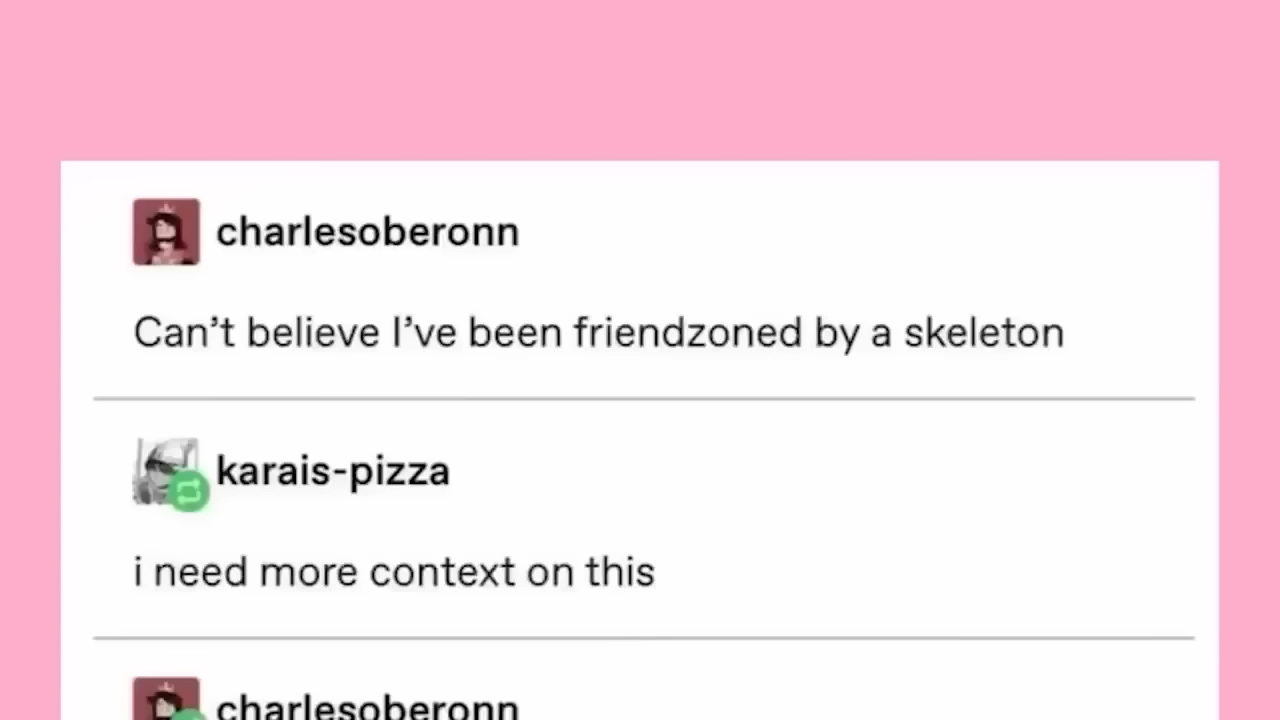 charlesoberonn
Can’t believe I’ve been friendzoned by a skeleton
karais-pizza
i need more context on this
charlesoberonn